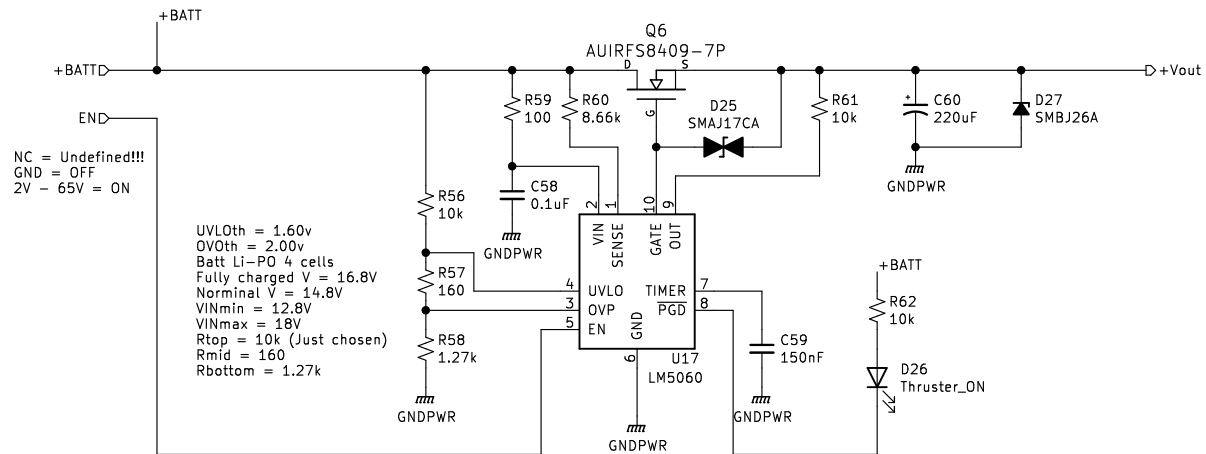 +BATT
Q6
AUIRFS8409-7P
+BATT
D
S
G
+Vout
EN
NC = Undefined!!!
GND = OFF
2V - 65V = ON
R59
100
R60
8.66k
D25
SMAJ17CA
R61
10k
C60
220uF
D27
SMBJ26A
+
GNDPWR
R56
10k
C58
0.1uF
GNDPWR
2
1
10
9
VIN
SENSE
GATE
OUT
UVLOth = 1.60v
OVOth = 2.00v
Batt Li-PO 4 cells
Fully charged V = 16.8V
Norminal V = 14.8V
VINmin = 12.8V
VINmax = 18V
Rtop = 10k (Just chosen)
Rmid = 160
Rbottom = 1.27k
R57
160
R58
1.27k
GNDPWR
4
3
5
UVLO
OVP
EN
GND
6
TIMER
PGD
7
8
U17
LM5060
GNDPWR
C59
150nF
GNDPWR
+BATT
R62
10k
D26
Thruster_ON